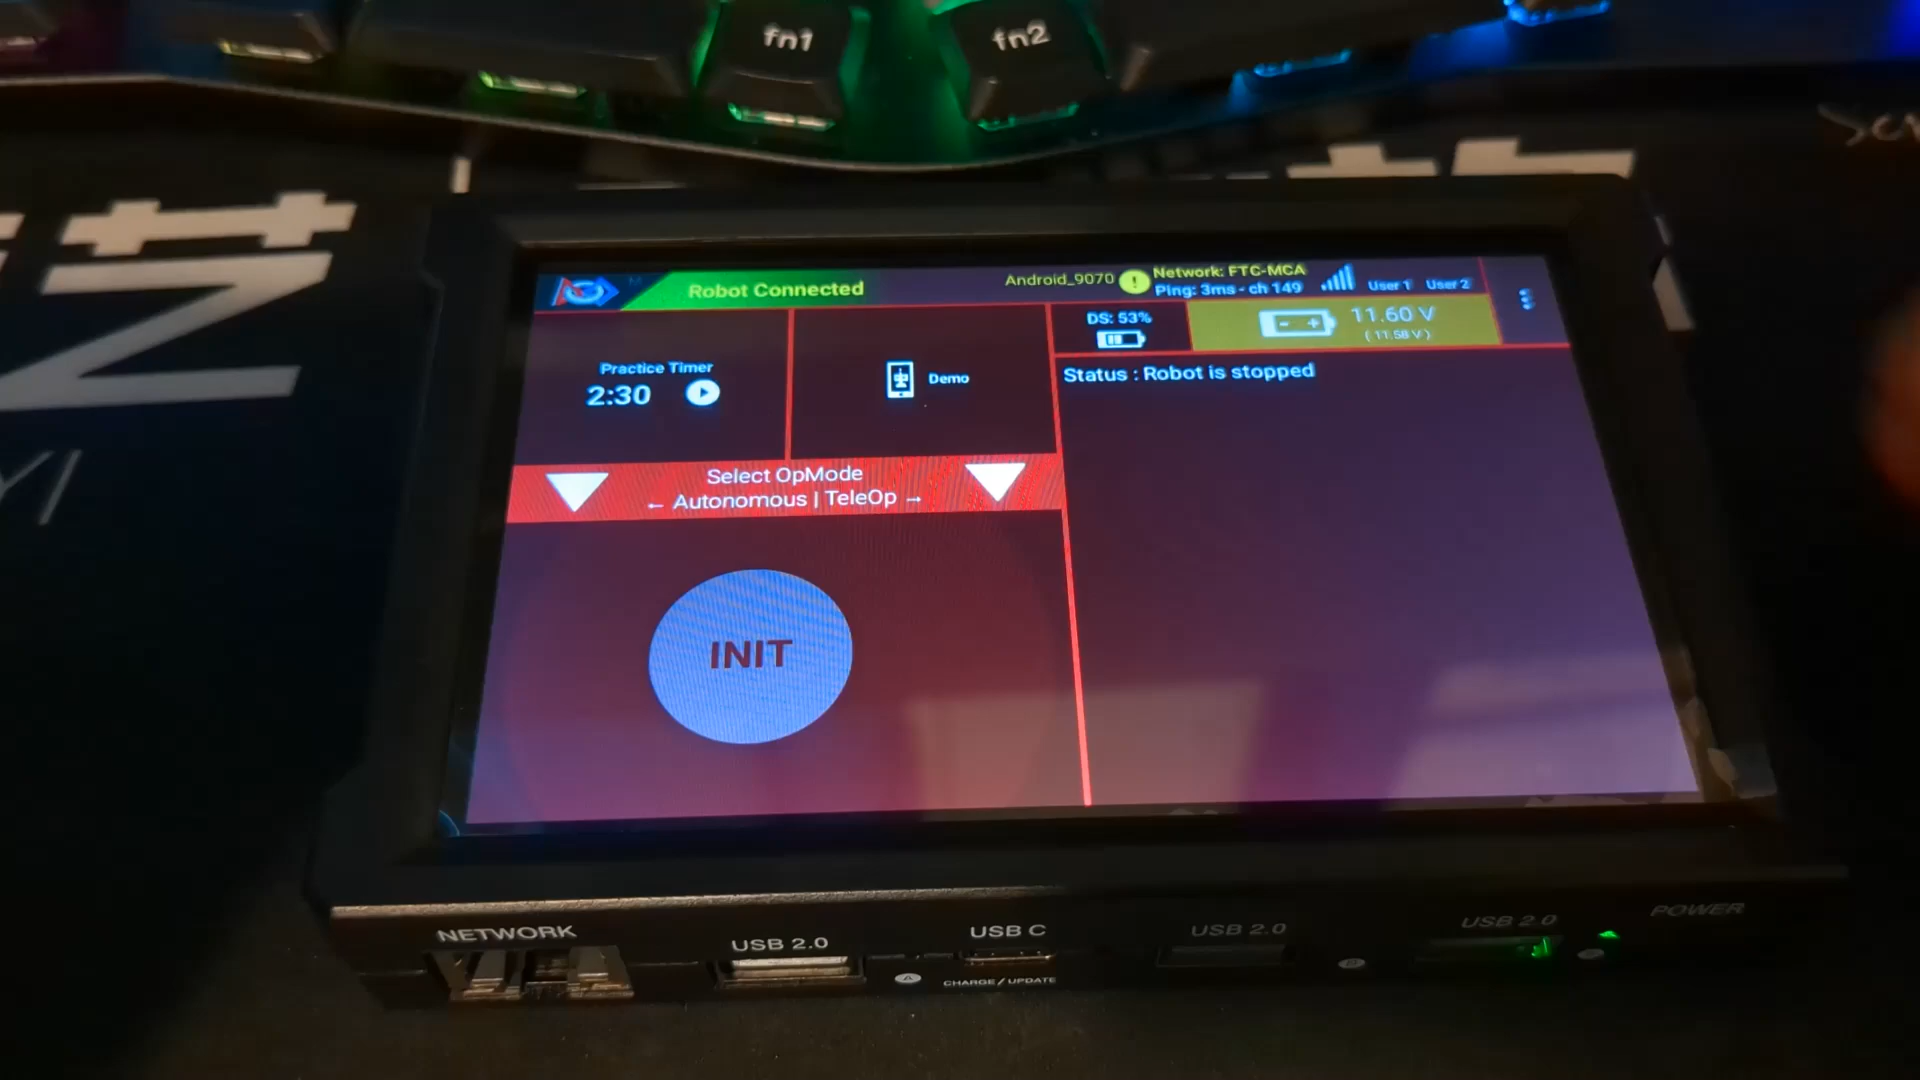 fn1
fn2
Robot Connected
Android_9070
Network: FTC-MCA
Ping: 3ms - ch 149
User 1
User 2
DS: 53%
11.60 V
( 11.58 V )
Practice Timer
2:30
Demo
Status : Robot is stopped
Select OpMode
← Autonomous | TeleOp →
INIT
NETWORK
USB 2.0
USB C
USB 2.0
USB 2.0
POWER
CHARGE / UPDATE